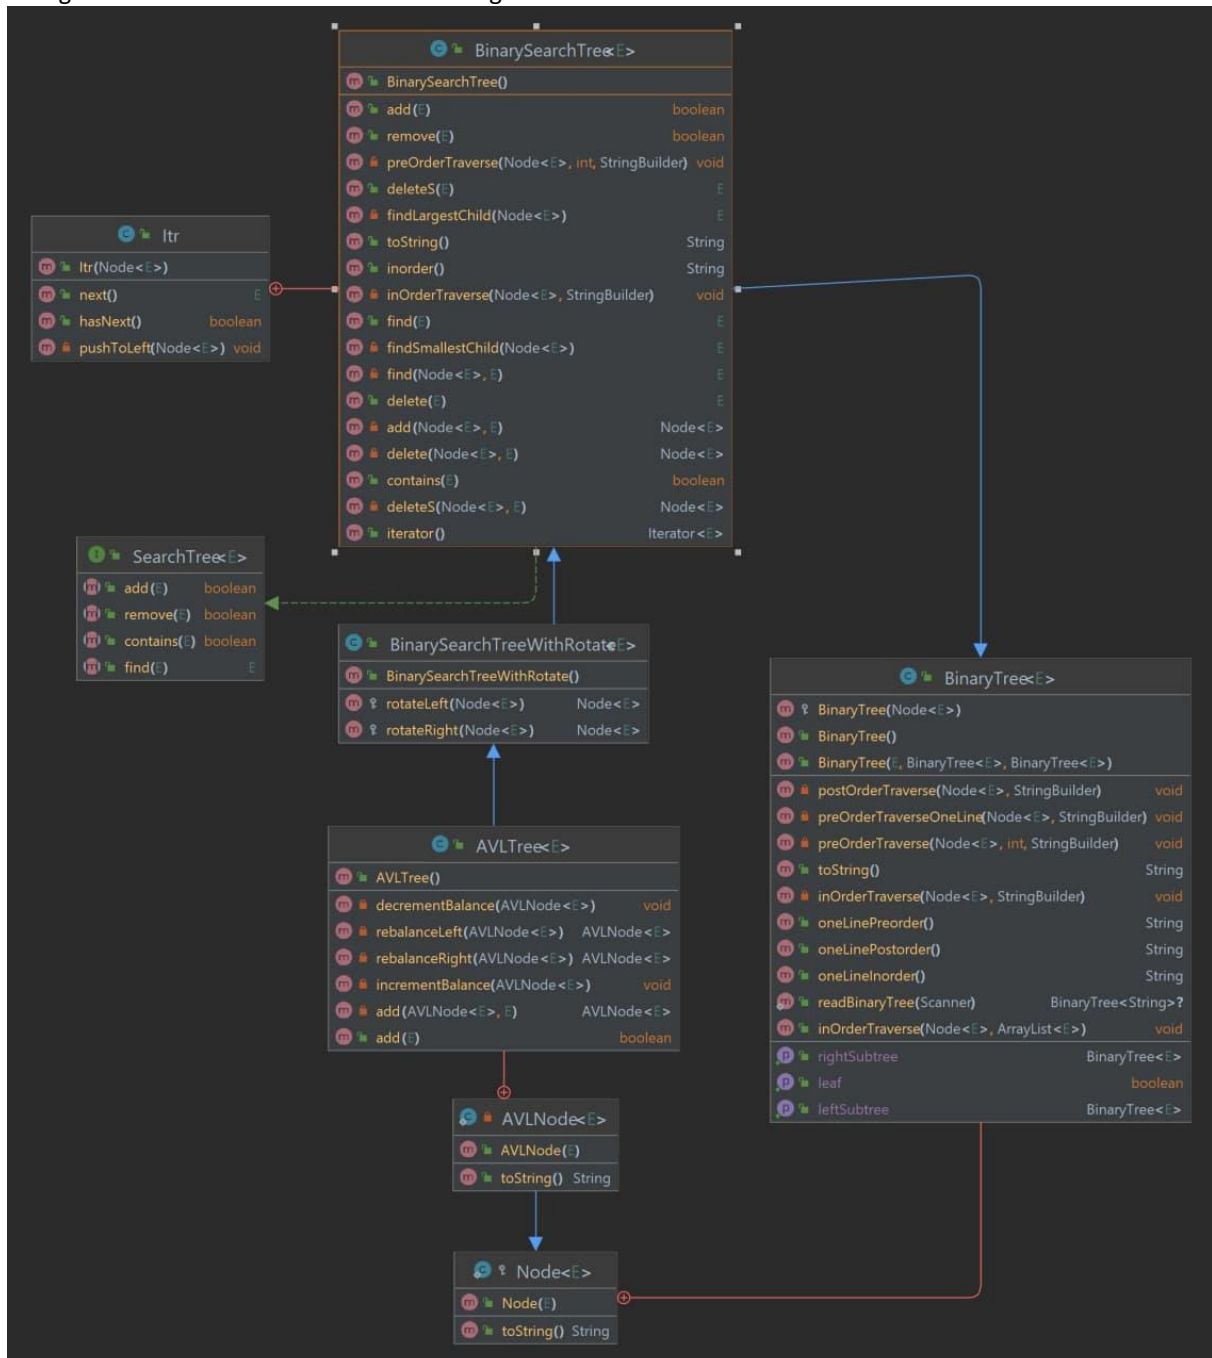 BinarySearchTree<E>
BinarySearchTree()
add(E) boolean
remove(E) boolean
preOrderTraverse(Node<E>, int, StringBuilder) void
deleteS(E) E
findLargestChild(Node<E>) E
toString() String
inorder() String
inOrderTraverse(Node<E>, StringBuilder) void
find(E) E
findSmallestChild(Node<E>) E
find(Node<E>, E) E
delete(E) E
add(Node<E>, E) Node<E>
delete(Node<E>, E) Node<E>
contains(E) boolean
deleteS(Node<E>, E) Node<E>
iterator() Iterator<E>
Itr
Itr(Node<E>)
next() E
hasNext() boolean
pushToLeft(Node<E>) void
SearchTree<E>
add(E) boolean
remove(E) boolean
contains(E) boolean
find(E) E
BinarySearchTreeWithRotate<E>
BinarySearchTreeWithRotate()
rotateLeft(Node<E>) Node<E>
rotateRight(Node<E>) Node<E>
BinaryTree<E>
BinaryTree(Node<E>)
BinaryTree()
BinaryTree(E, BinaryTree<E>, BinaryTree<E>)
postOrderTraverse(Node<E>, StringBuilder) void
preOrderTraverseOneLine(Node<E>, StringBuilder) void
preOrderTraverse(Node<E>, int, StringBuilder) void
toString() String
inOrderTraverse(Node<E>, StringBuilder) void
oneLinePreorder() String
oneLinePostorder() String
oneLineInorder() String
readBinaryTree(Scanner) BinaryTree<String>?
inOrderTraverse(Node<E>, ArrayList<E>) void
rightSubtree BinaryTree<E>
leaf boolean
leftSubtree BinaryTree<E>
AVLTree<E>
AVLTree()
decrementBalance(AVLNode<E>) void
rebalanceLeft(AVLNode<E>) AVLNode<E>
rebalanceRight(AVLNode<E>) AVLNode<E>
incrementBalance(AVLNode<E>) void
add(AVLNode<E>, E) AVLNode<E>
add(E) boolean
AVLNode<E>
AVLNode(E)
toString() String
Node<E>
Node(E)
toString() String